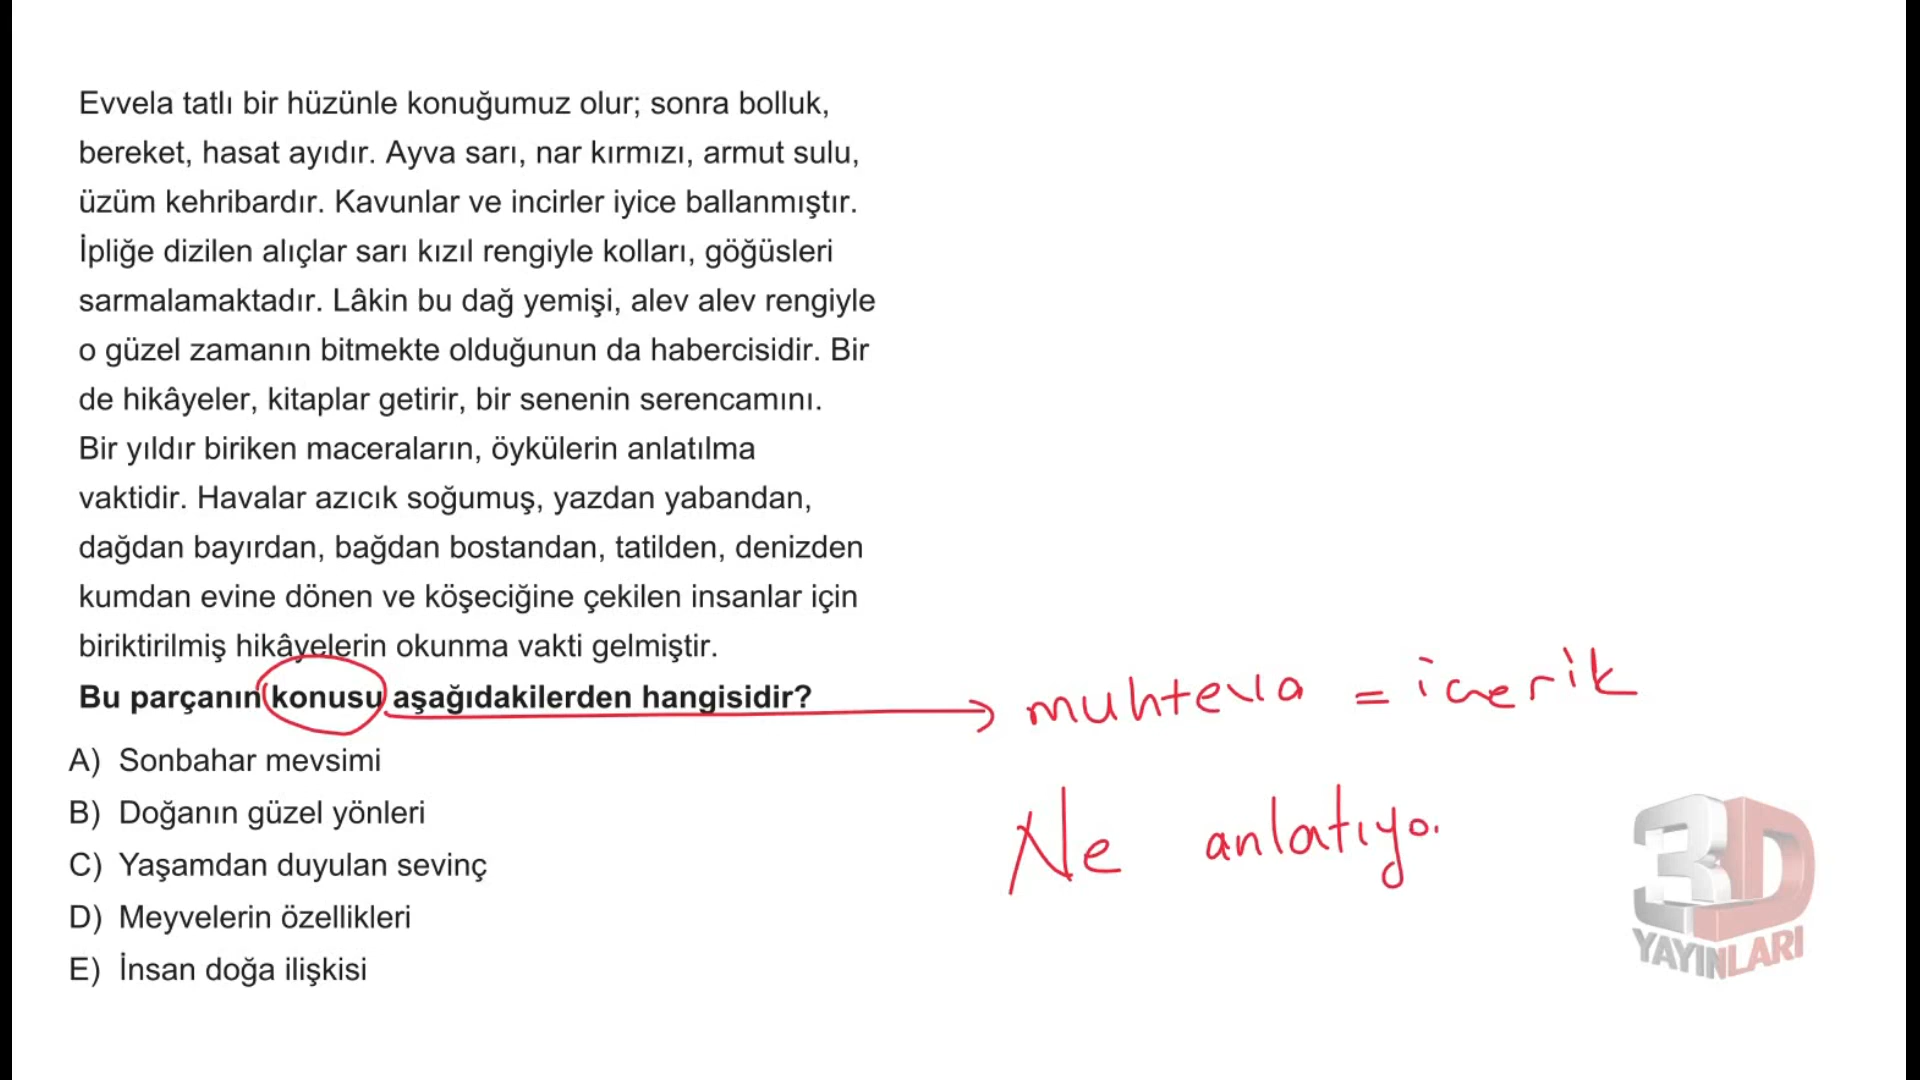 Evvela tatlı bir hüzünle konuğumuz olur; sonra bolluk,
bereket, hasat ayıdır. Ayva sarı, nar kırmızı, armut sulu,
üzüm kehribardır. Kavunlar ve incirler iyice ballanmıştır.
İpliğe dizilen alıçlar sarı kızıl rengiyle kolları, göğüsleri
sarmalamaktadır. Lâkin bu dağ yemişi, alev alev rengiyle
o güzel zamanın bitmekte olduğunun da habercisidir. Bir
de hikâyeler, kitaplar getirir, bir senenin serencamını.
Bir yıldır biriken maceraların, öykülerin anlatılma
vaktidir. Havalar azıcık soğumuş, yazdan yabandan,
dağdan bayırdan, bağdan bostandan, tatilden, denizden
kumdan evine dönen ve köşeciğine çekilen insanlar için
biriktirilmiş hikâyelerin okunma vakti gelmiştir.
Bu parçanın konusu aşağıdakilerden hangisidir?
muhteva = içerik
Ne anlatıyo.
A) Sonbahar mevsimi
B) Doğanın güzel yönleri
C) Yaşamdan duyulan sevinç
D) Meyvelerin özellikleri
E) İnsan doğa ilişkisi
3D
YAYINLARI